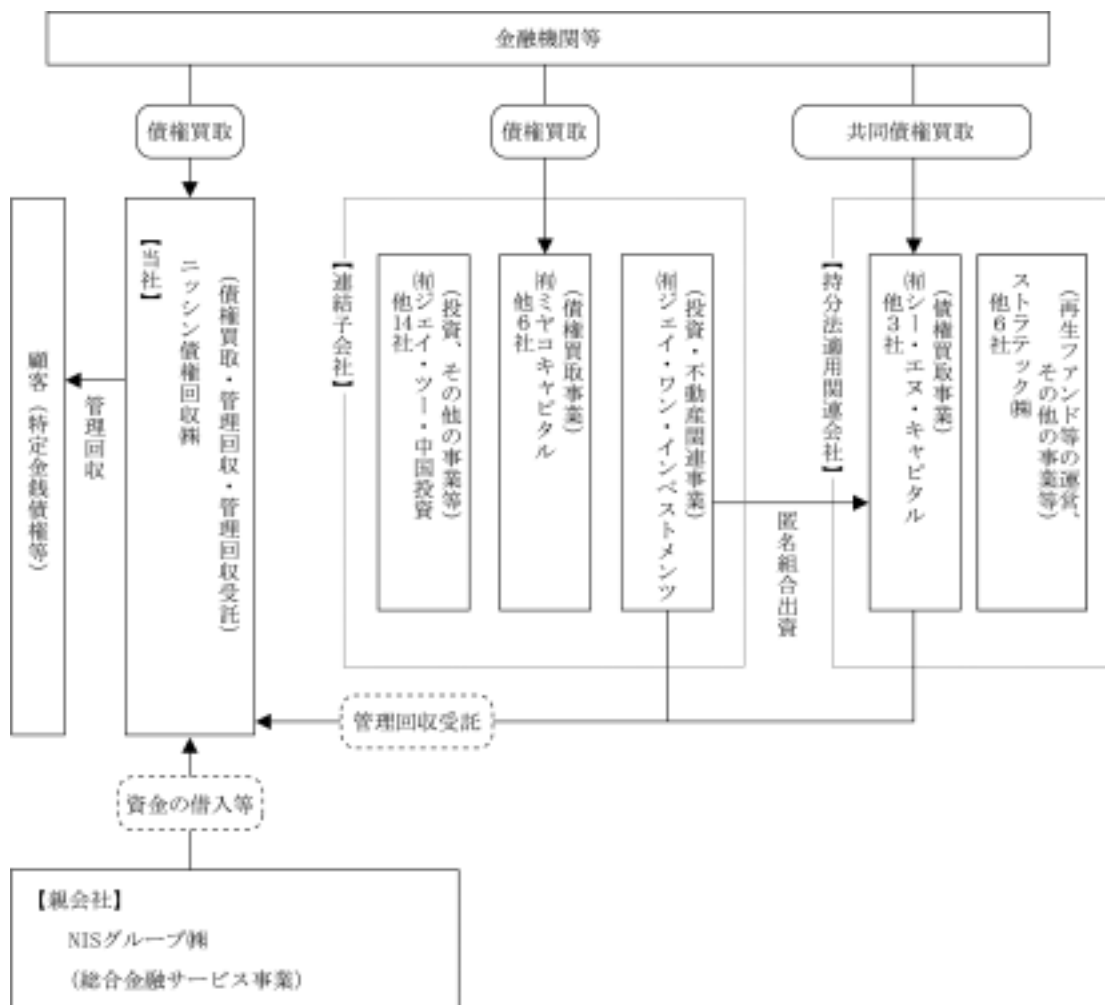 金融機関等
債権買取
債権買取
共同債権買取
顧客（特定金銭債権等）
管理回収
【当社】
ニッシン債権回収㈱
（債権買取・管理回収・管理回収受託）
【連結子会社】
㈲ジェイ・ツー・中国投資
他14社
（投資、その他の事業等）
㈲ミヤコキャピタル
他6社
（債権買取事業）
㈲ジェイ・ワン・インベストメンツ
（投資・不動産関連事業）
匿名組合出資
【持分法適用関連会社】
㈲シー・エヌ・キャピタル
他3社
（債権買取事業）
ストラテック㈱
他6社
（再生ファンド等の運営、
その他の事業等）
管理回収受託
資金の借入等
【親会社】
NISグループ㈱
（総合金融サービス事業）